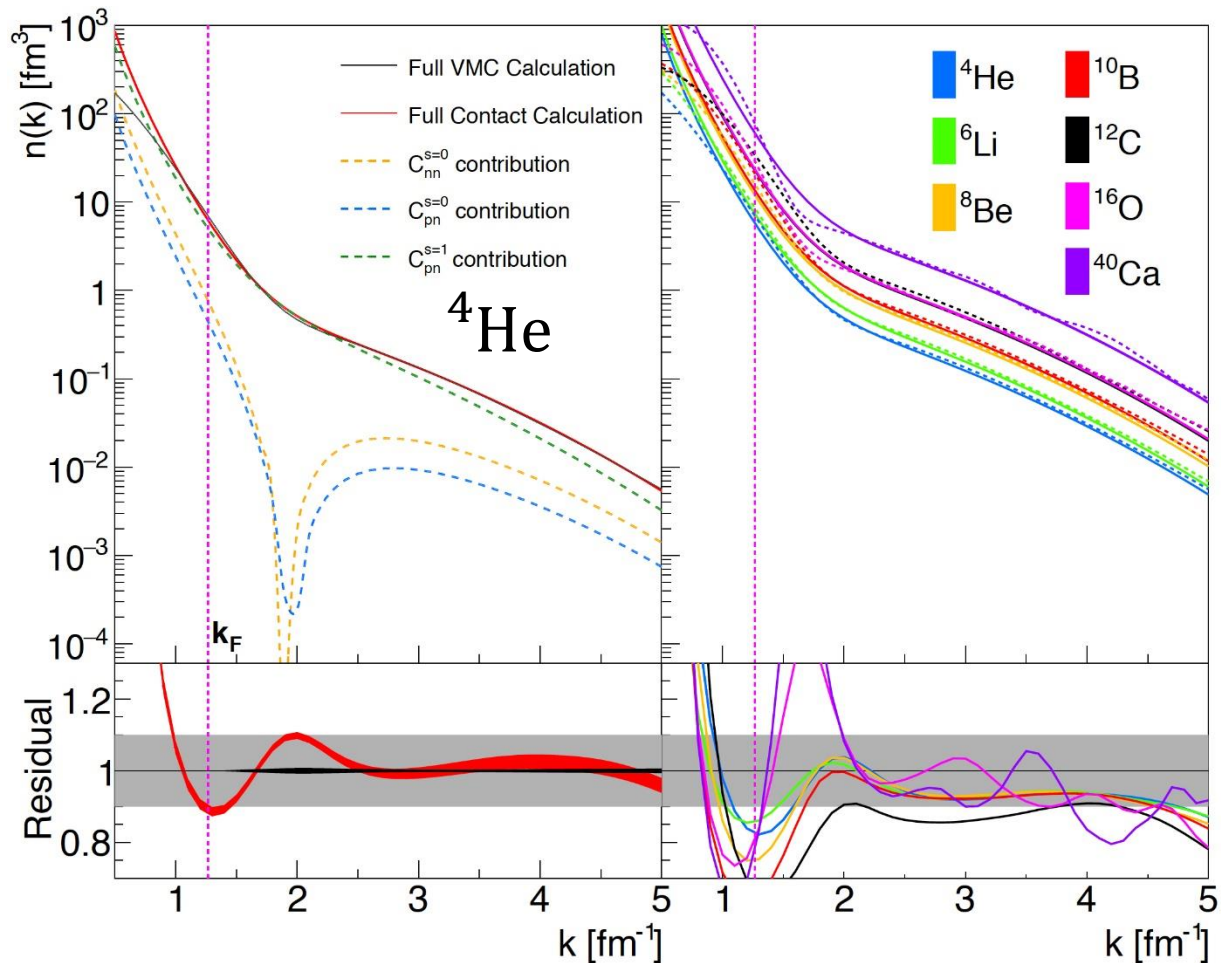 n(k) [fm³]
10³
10²
10
1
10⁻¹
10⁻²
10⁻³
10⁻⁴
Full VMC Calculation
Full Contact Calculation
C_nn^s=0 contribution
C_pn^s=0 contribution
C_pn^s=1 contribution
⁴He
k_F
⁴He
⁶Li
⁸Be
¹⁰B
¹²C
¹⁶O
⁴⁰Ca
Residual
1.2
1
0.8
1 2 3 4 5
k [fm⁻¹]
1 2 3 4 5
k [fm⁻¹]